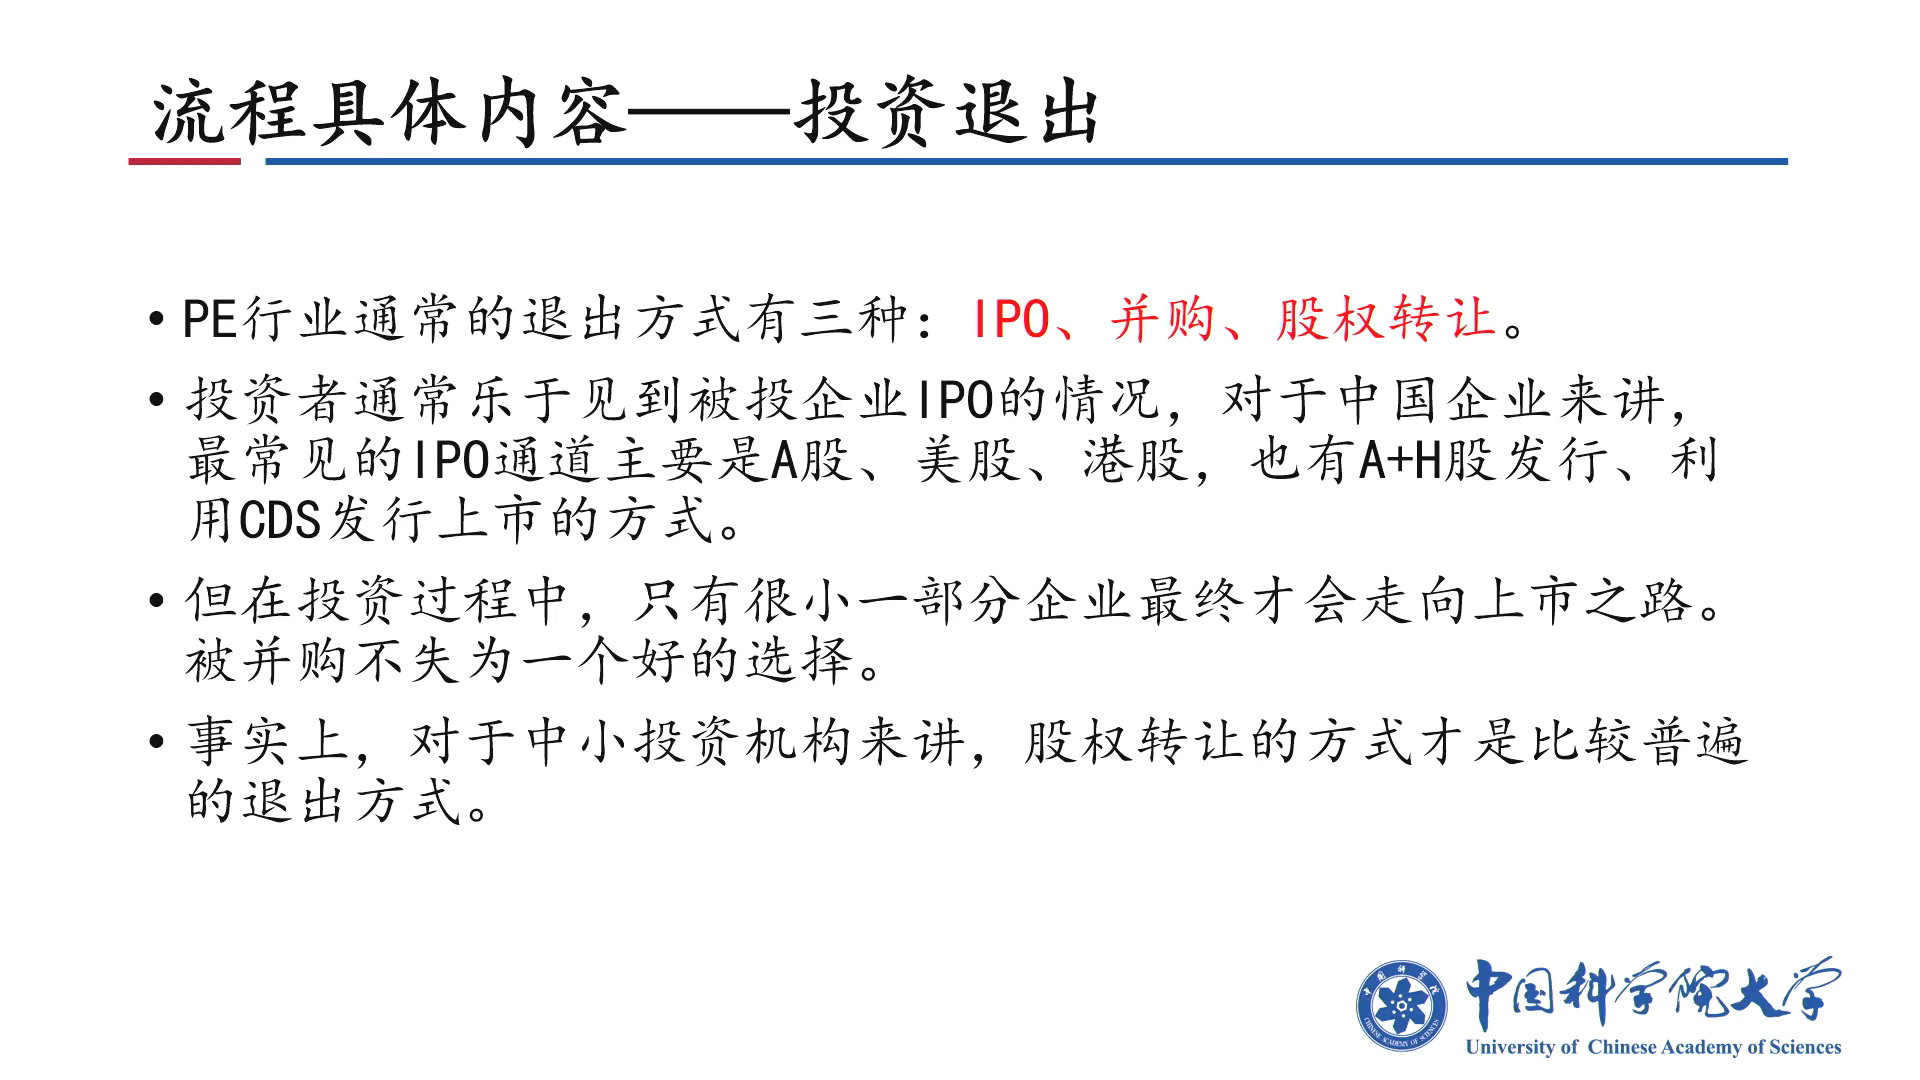 流程具体内容——投资退出
• PE行业通常的退出方式有三种：IPO、并购、股权转让。
• 投资者通常乐于见到被投企业IPO的情况，对于中国企业来讲，
最常见的IPO通道主要是A股、美股、港股，也有A+H股发行、利
用CDS发行上市的方式。
• 但在投资过程中，只有很小一部分企业最终才会走向上市之路。
被并购不失为一个好的选择。
• 事实上，对于中小投资机构来讲，股权转让的方式才是比较普遍
的退出方式。
中国科学院
CHINESE ACADEMY OF SCIENCES
中国科学院大学
University of Chinese Academy of Sciences